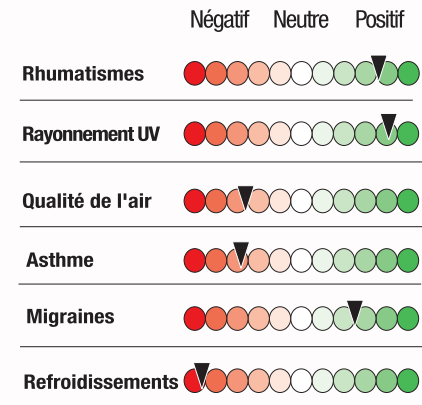 Négatif Neutre Positif
Rhumatismes
Rayonnement UV
Qualité de l'air
Asthme
Migraines
Refroidissements